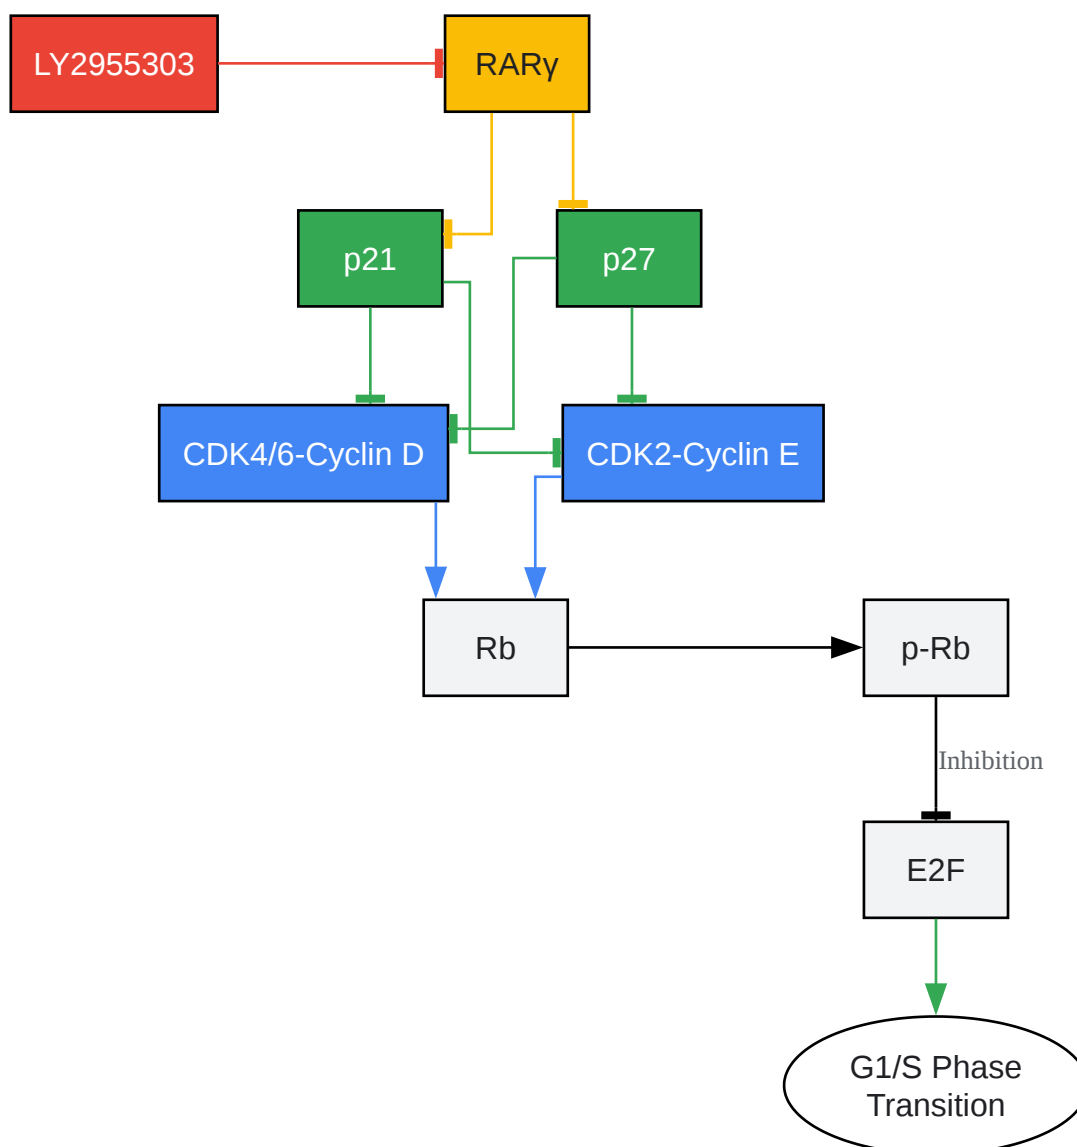 LY2955303
RARγ
p21
p27
CDK4/6-Cyclin D
CDK2-Cyclin E
Rb
p-Rb
Inhibition
E2F
G1/S Phase
Transition